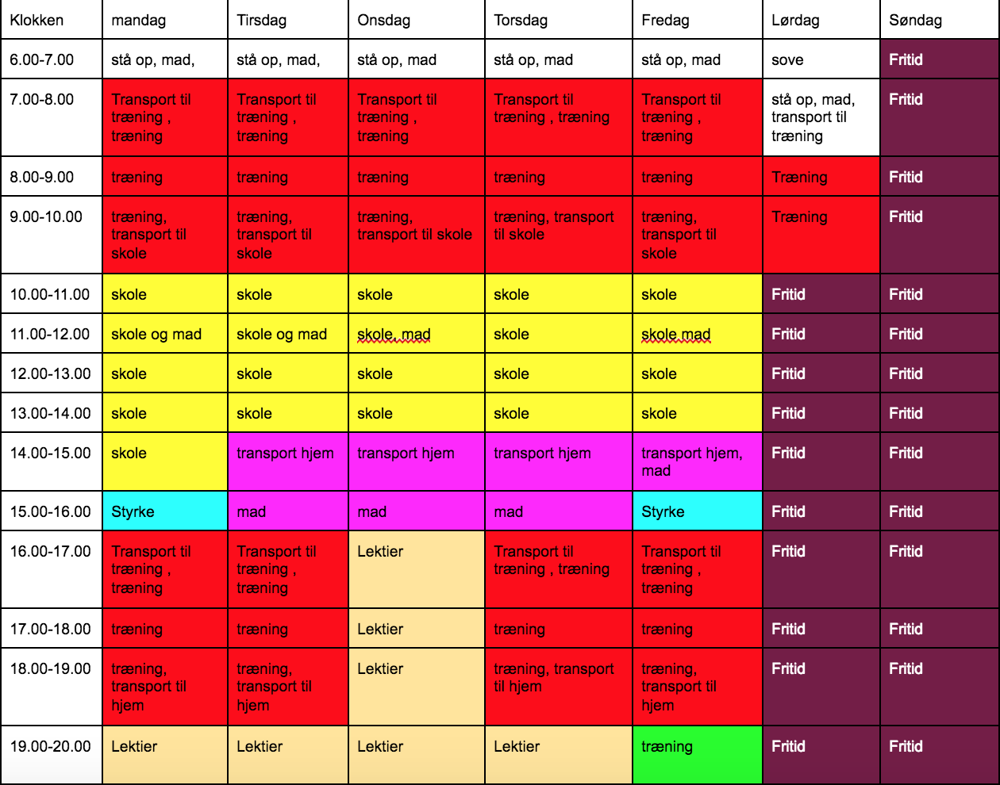 Klokken mandag Tirsdag Onsdag Torsdag Fredag Lørdag Søndag
6.00-7.00 stå op, mad, stå op, mad, stå op, mad stå op, mad stå op, mad sove Fritid
7.00-8.00 Transport til Transport til Transport til Transport til Transport til stå op, mad, Fritid
træning , træning , træning , træning , træning træning , transport til
træning træning træning træning træning
8.00-9.00 træning træning træning træning træning Træning Fritid
9.00-10.00 træning, træning, træning, træning, transport træning, Træning Fritid
transport til transport til transport til skole til skole transport til
skole skole skole
10.00-11.00 skole skole skole skole skole Fritid Fritid
11.00-12.00 skole og mad skole og mad skole, mad skole skole mad Fritid Fritid
12.00-13.00 skole skole skole skole skole Fritid Fritid
13.00-14.00 skole skole skole skole skole Fritid Fritid
14.00-15.00 skole transport hjem transport hjem transport hjem transport hjem, Fritid Fritid
mad
15.00-16.00 Styrke mad mad mad Styrke Fritid Fritid
16.00-17.00 Transport til Transport til Lektier Transport til Transport til Fritid Fritid
træning , træning , træning , træning træning ,
træning træning træning
17.00-18.00 træning træning Lektier træning træning Fritid Fritid
18.00-19.00 træning, træning, Lektier træning, transport træning, Fritid Fritid
transport til transport til til hjem transport til
hjem hjem hjem
19.00-20.00 Lektier Lektier Lektier Lektier træning Fritid Fritid